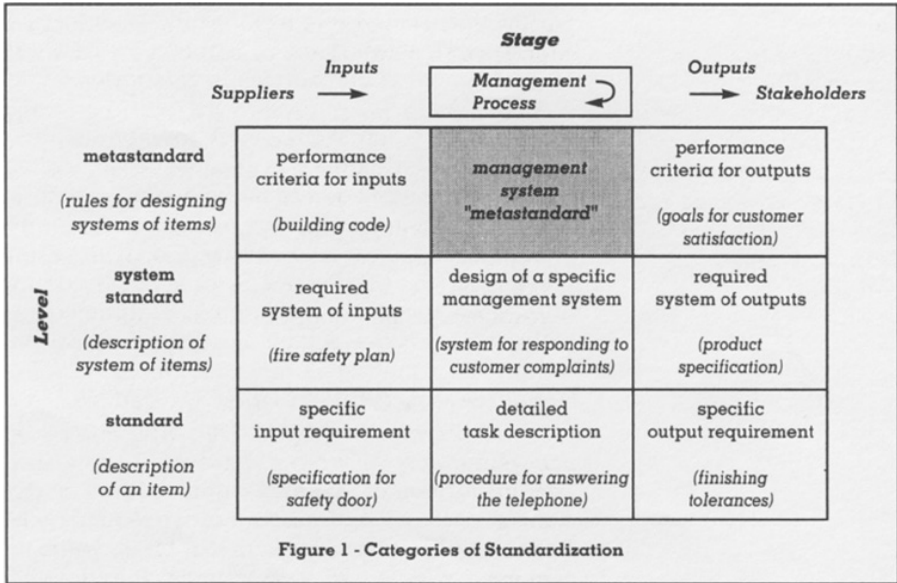 Stage
Inputs
Outputs
Management
Process
Suppliers
Stakeholders
metastandard
(rules for designing
systems of items)
performance
criteria for inputs
(building code)
management
system
"metastandard"
performance
criteria for outputs
(goals for customer
satisfaction)
Level
system
standard
(description of
system of items)
required
system of inputs
(fire safety plan)
design of a specific
management system
(system for responding to
customer complaints)
required
system of outputs
(product
specification)
standard
(description
of an item)
specific
input requirement
(specification for
safety door)
detailed
task description
(procedure for answering
the telephone)
specific
output requirement
(finishing
tolerances)
Figure 1 - Categories of Standardization